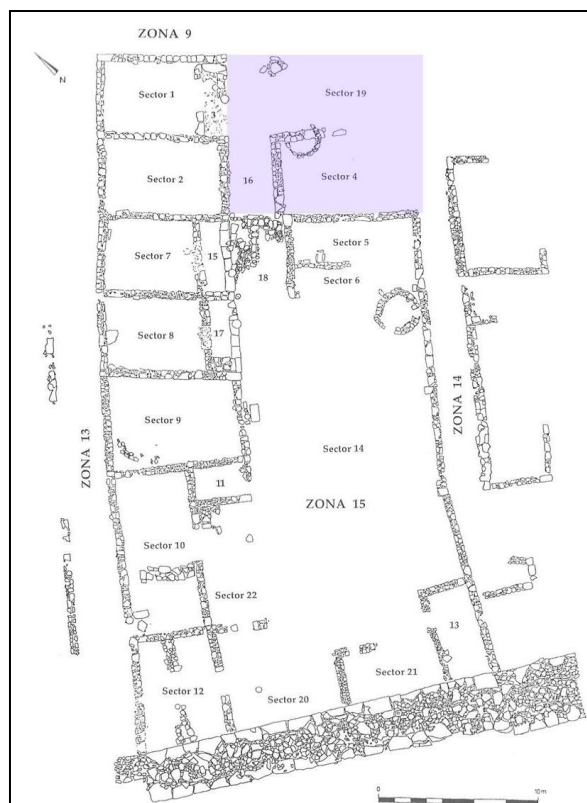 ZONA 9
N
Sector 1
3
Sector 19
Sector 2
16
Sector 4
Sector 7
15
Sector 5
18
Sector 6
Sector 8
17
ZONA 14
Sector 9
Sector 14
ZONA 13
11
ZONA 15
Sector 10
Sector 22
13
Sector 21
Sector 12
Sector 20
0
10m